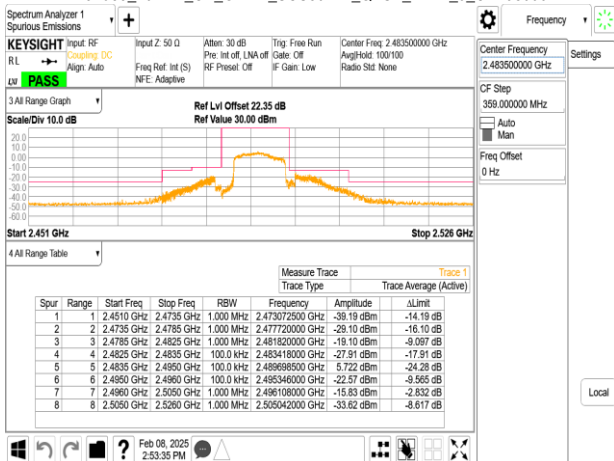 Spectrum Analyzer 1
Spurious Emissions
Frequency
KEYSIGHT
Input: RF
Coupling: DC
Align: Auto
Input Z: 50 Ω
Freq Ref: Int (S)
NFE: Adaptive
Atten: 30 dB
Pre: Int off, LNA off
RF Preset: Off
Trig: Free Run
Gate: Off
IF Gain: Low
Center Freq: 2.483500000 GHz
Avg|Hold: 100/100
Radio Std: None
RL
LXI
PASS
Center Frequency
2.483500000 GHz
Settings
CF Step
359.000000 MHz
Auto
Man
Freq Offset
0 Hz
Local
3 All Range Graph
Scale/Div 10.0 dB
Ref Lvl Offset 22.35 dB
Ref Value 30.00 dBm
20.0
10.0
0.00
-10.0
-20.0
-30.0
-40.0
-50.0
-60.0
Start 2.451 GHz
Stop 2.526 GHz
4 All Range Table
Measure Trace Trace 1
Trace Type Trace Average (Active)
Spur Range Start Freq Stop Freq RBW Frequency Amplitude ΔLimit
1 1 2.4510 GHz 2.4735 GHz 1.000 MHz 2.473072500 GHz -39.19 dBm -14.19 dB
2 2 2.4735 GHz 2.4785 GHz 1.000 MHz 2.477720000 GHz -29.10 dBm -16.10 dB
3 3 2.4785 GHz 2.4825 GHz 1.000 MHz 2.481820000 GHz -19.10 dBm -9.097 dB
4 4 2.4825 GHz 2.4835 GHz 100.0 kHz 2.483418000 GHz -27.91 dBm -17.91 dB
5 5 2.4835 GHz 2.4950 GHz 100.0 kHz 2.489698500 GHz 5.722 dBm -24.28 dB
6 6 2.4950 GHz 2.4960 GHz 100.0 kHz 2.495346000 GHz -22.57 dBm -9.565 dB
7 7 2.4960 GHz 2.5050 GHz 1.000 MHz 2.496108000 GHz -15.83 dBm -2.832 dB
8 8 2.5050 GHz 2.5260 GHz 1.000 MHz 2.505042000 GHz -33.62 dBm -8.617 dB
?
Feb 08, 2025
2:53:35 PM